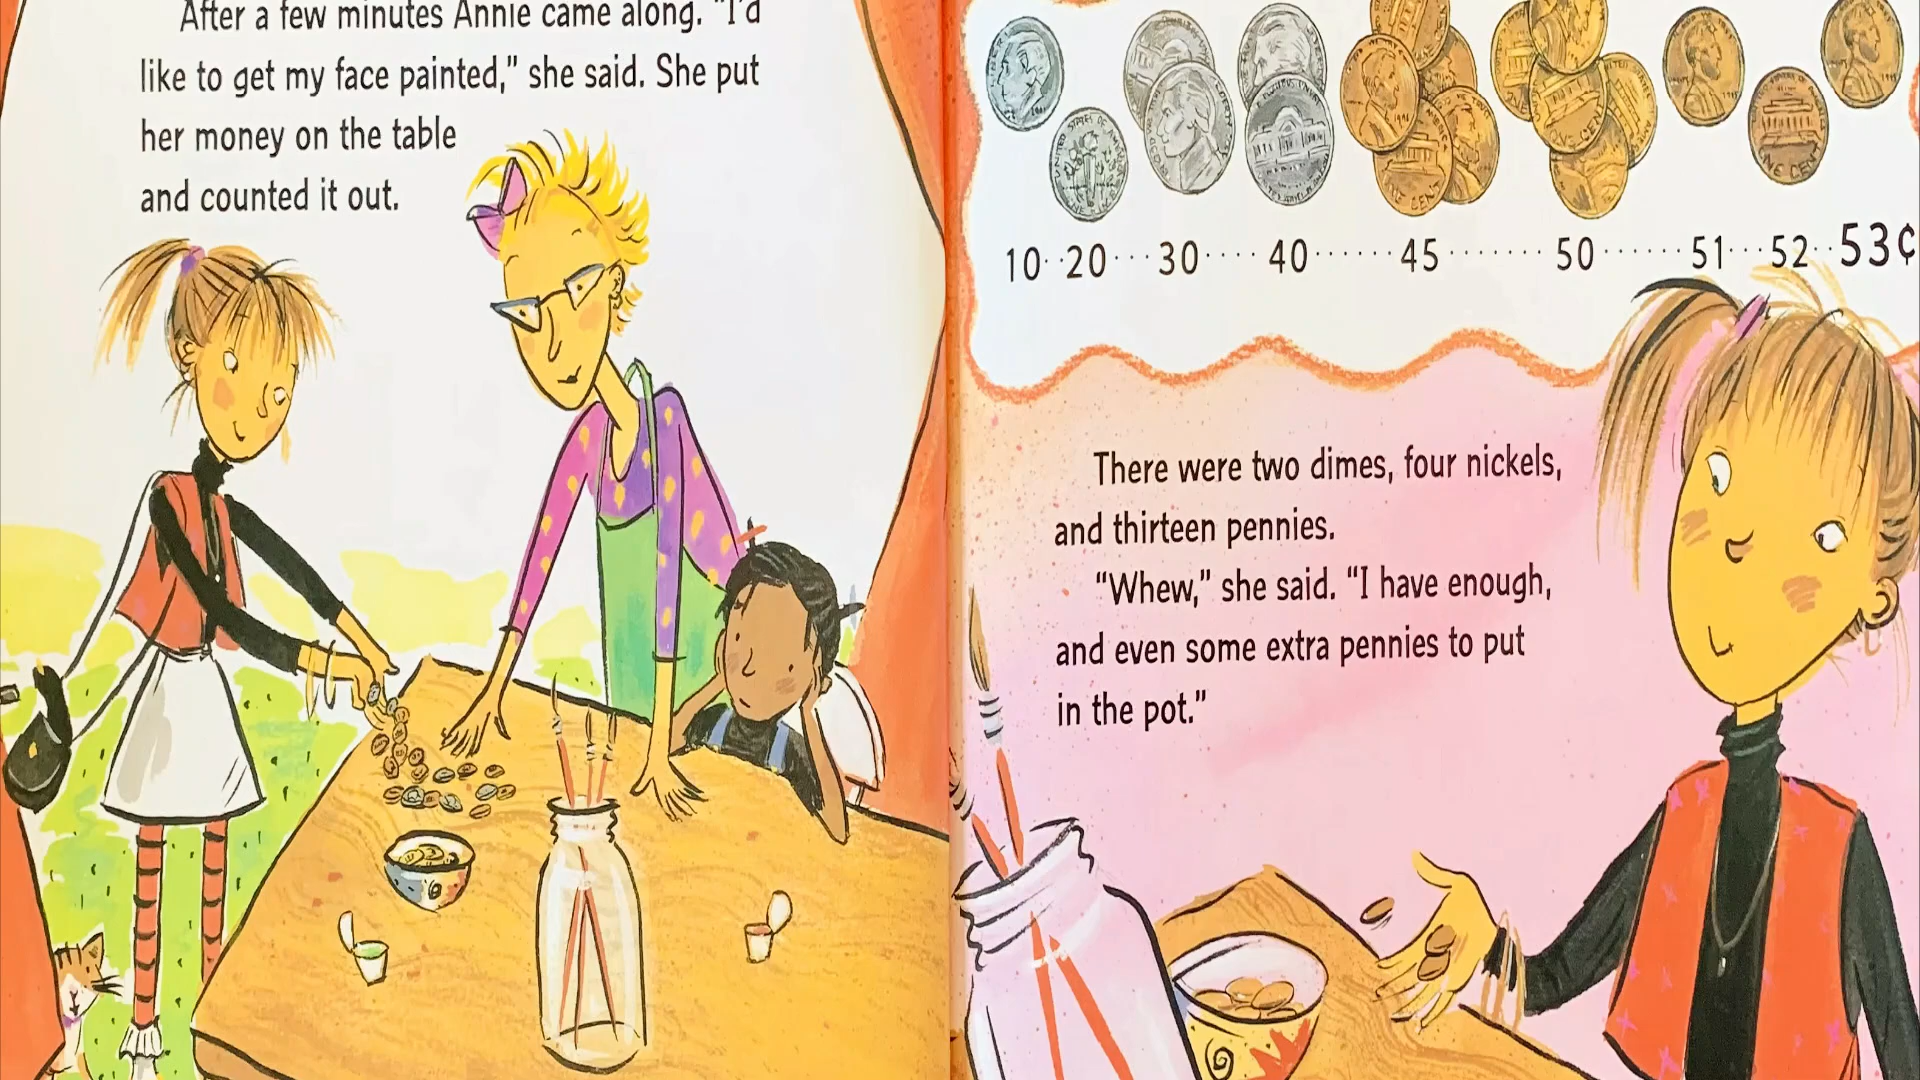 After a few minutes Annie came along. "I'd
like to get my face painted," she said. She put
her money on the table
and counted it out.
10··20···30····40······45·······50······51···52··53¢
There were two dimes, four nickels,
and thirteen pennies.
"Whew," she said. "I have enough,
and even some extra pennies to put
in the pot."